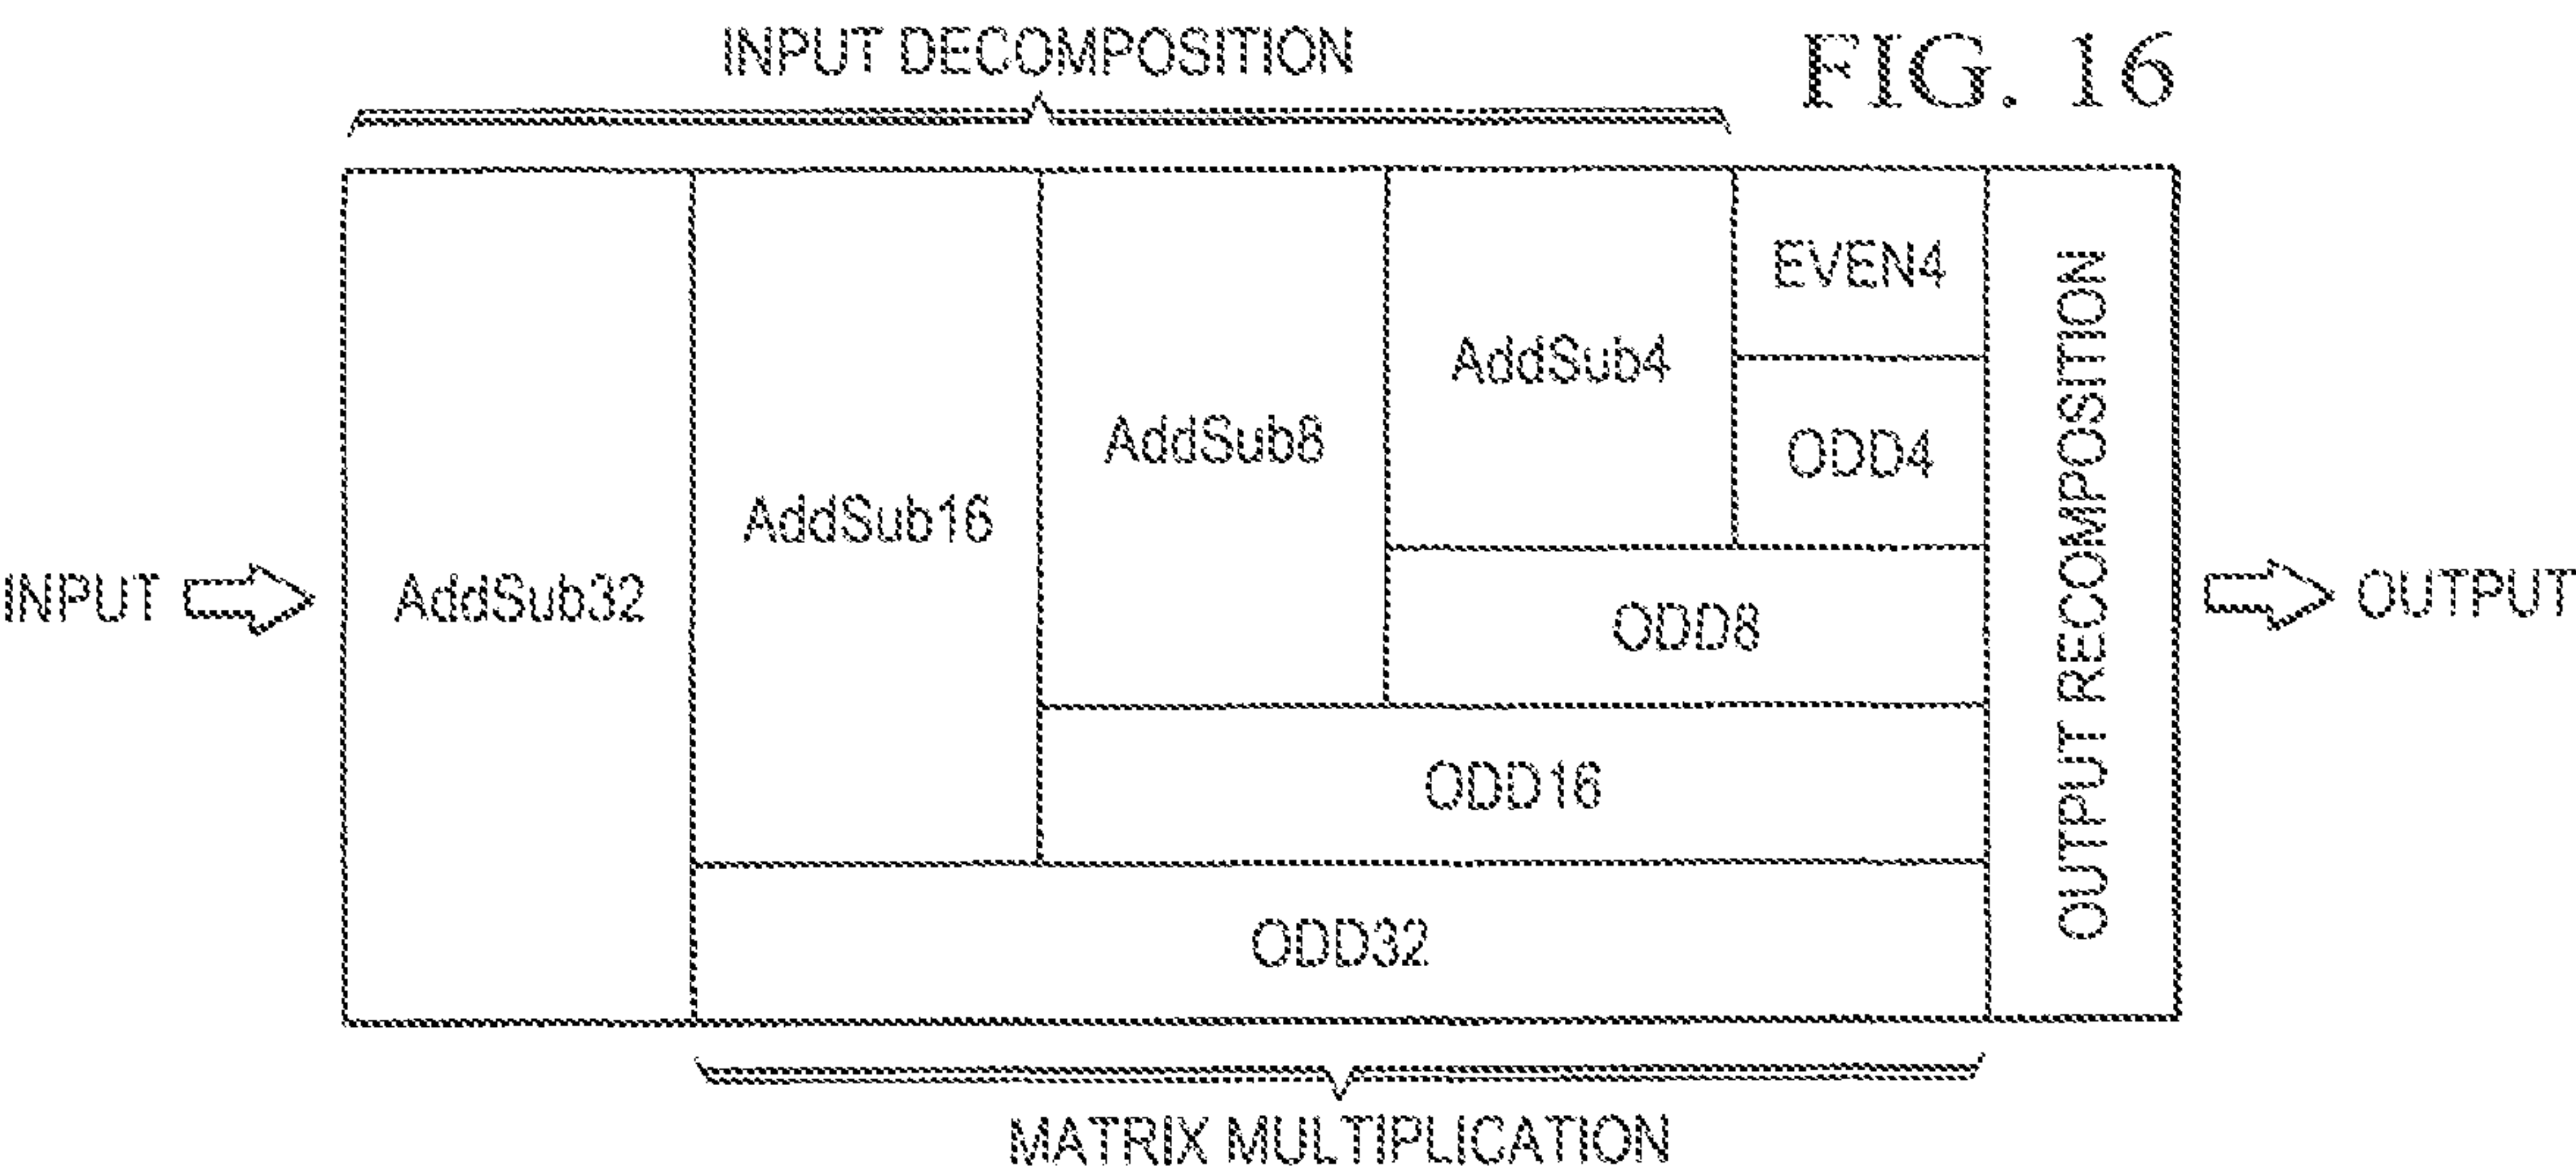 INPUT DECOMPOSITION
FIG. 16
EVEN4
AddSub4
ODD4
AddSub8
AddSub16
INPUT
AddSub32
ODD8
ODD16
ODD32
OUTPUT RECOMPOSITION
OUTPUT
MATRIX MULTIPLICATION